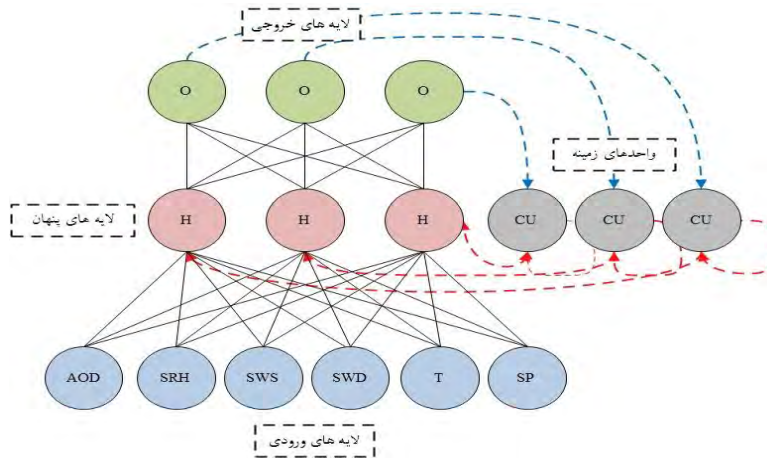 لایه های خروجی
O O O
واحدهای زمینه
لایه های پنهان
H H H CU CU CU
AOD SRH SWS SWD T SP
لایه های ورودی